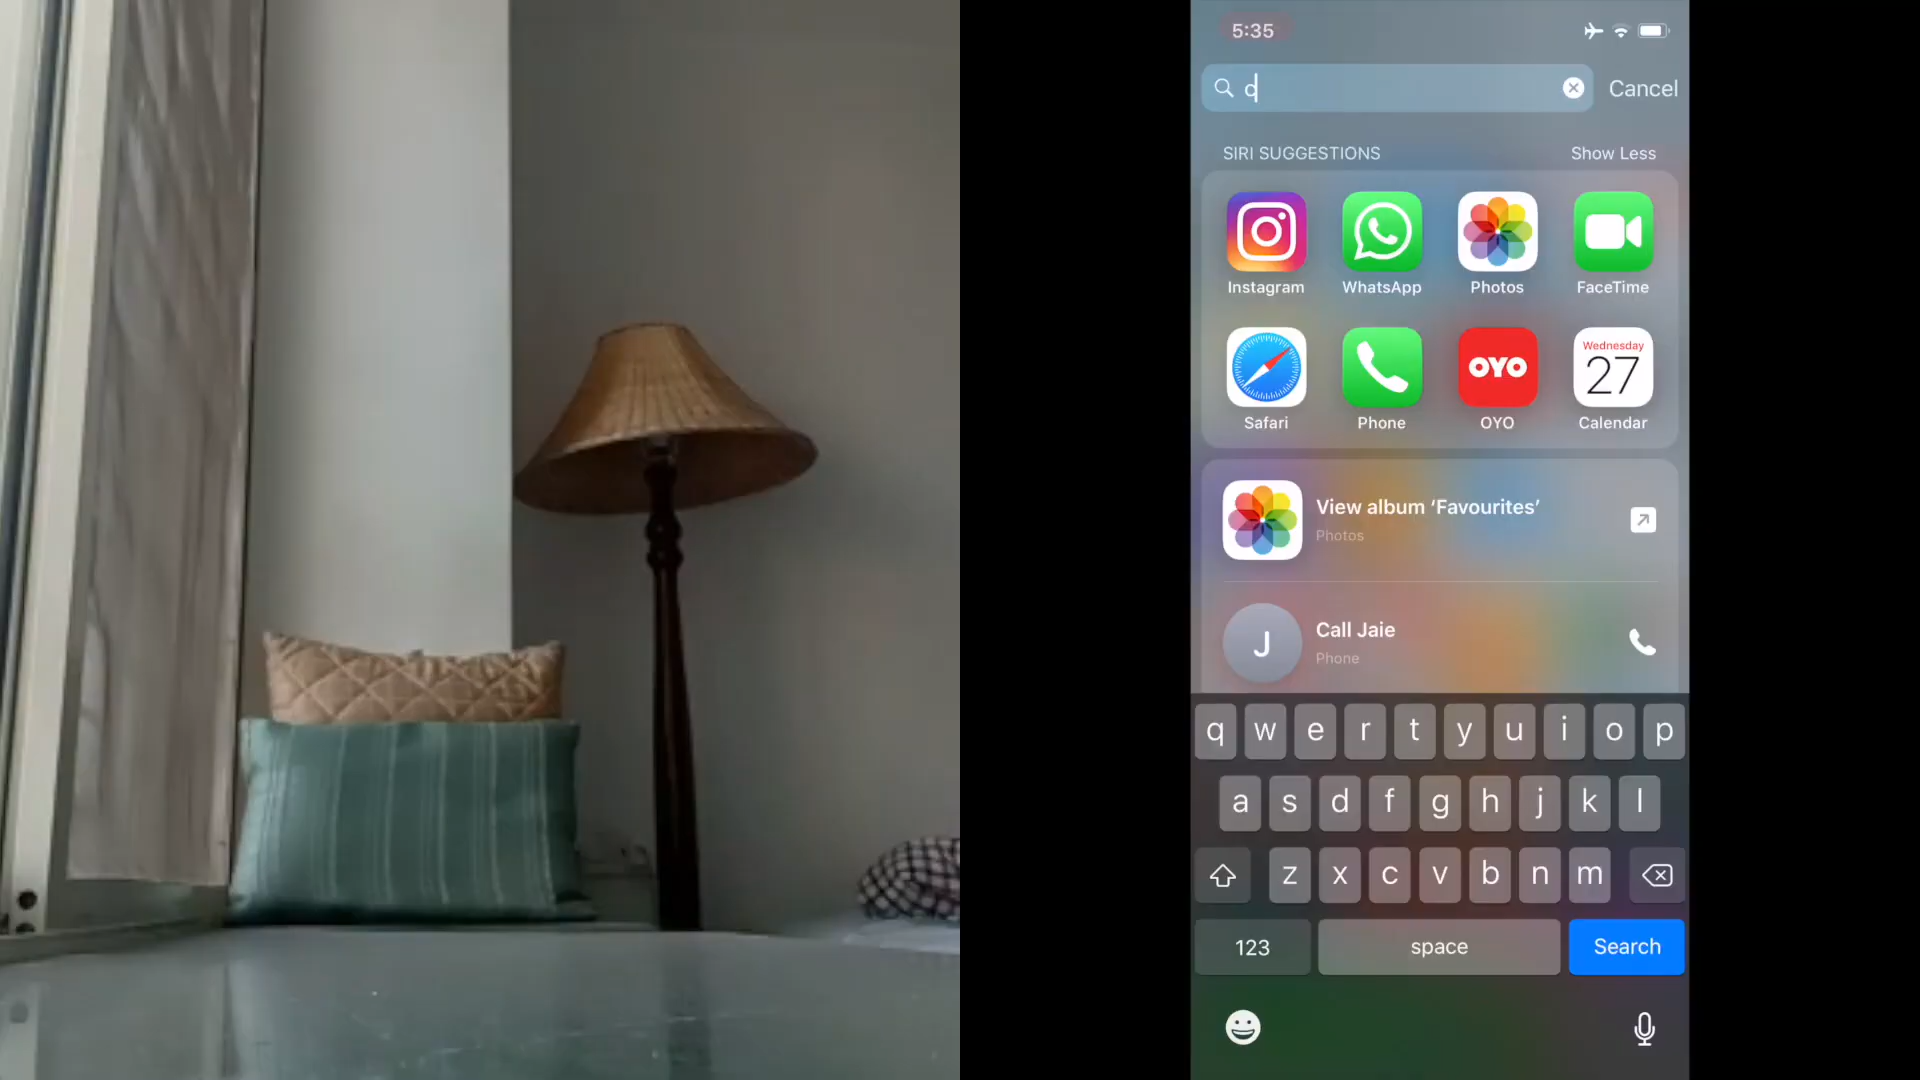 5:35
c
Cancel
SIRI SUGGESTIONS
Show Less
Instagram
WhatsApp
Photos
FaceTime
OYO
Wednesday
27
Safari
Phone
OYO
Calendar
View album ‘Favourites’
Photos
J
Call Jaie
Phone
q w e r t y u i o p
a s d f g h j k l
z x c v b n m
123
space
Search